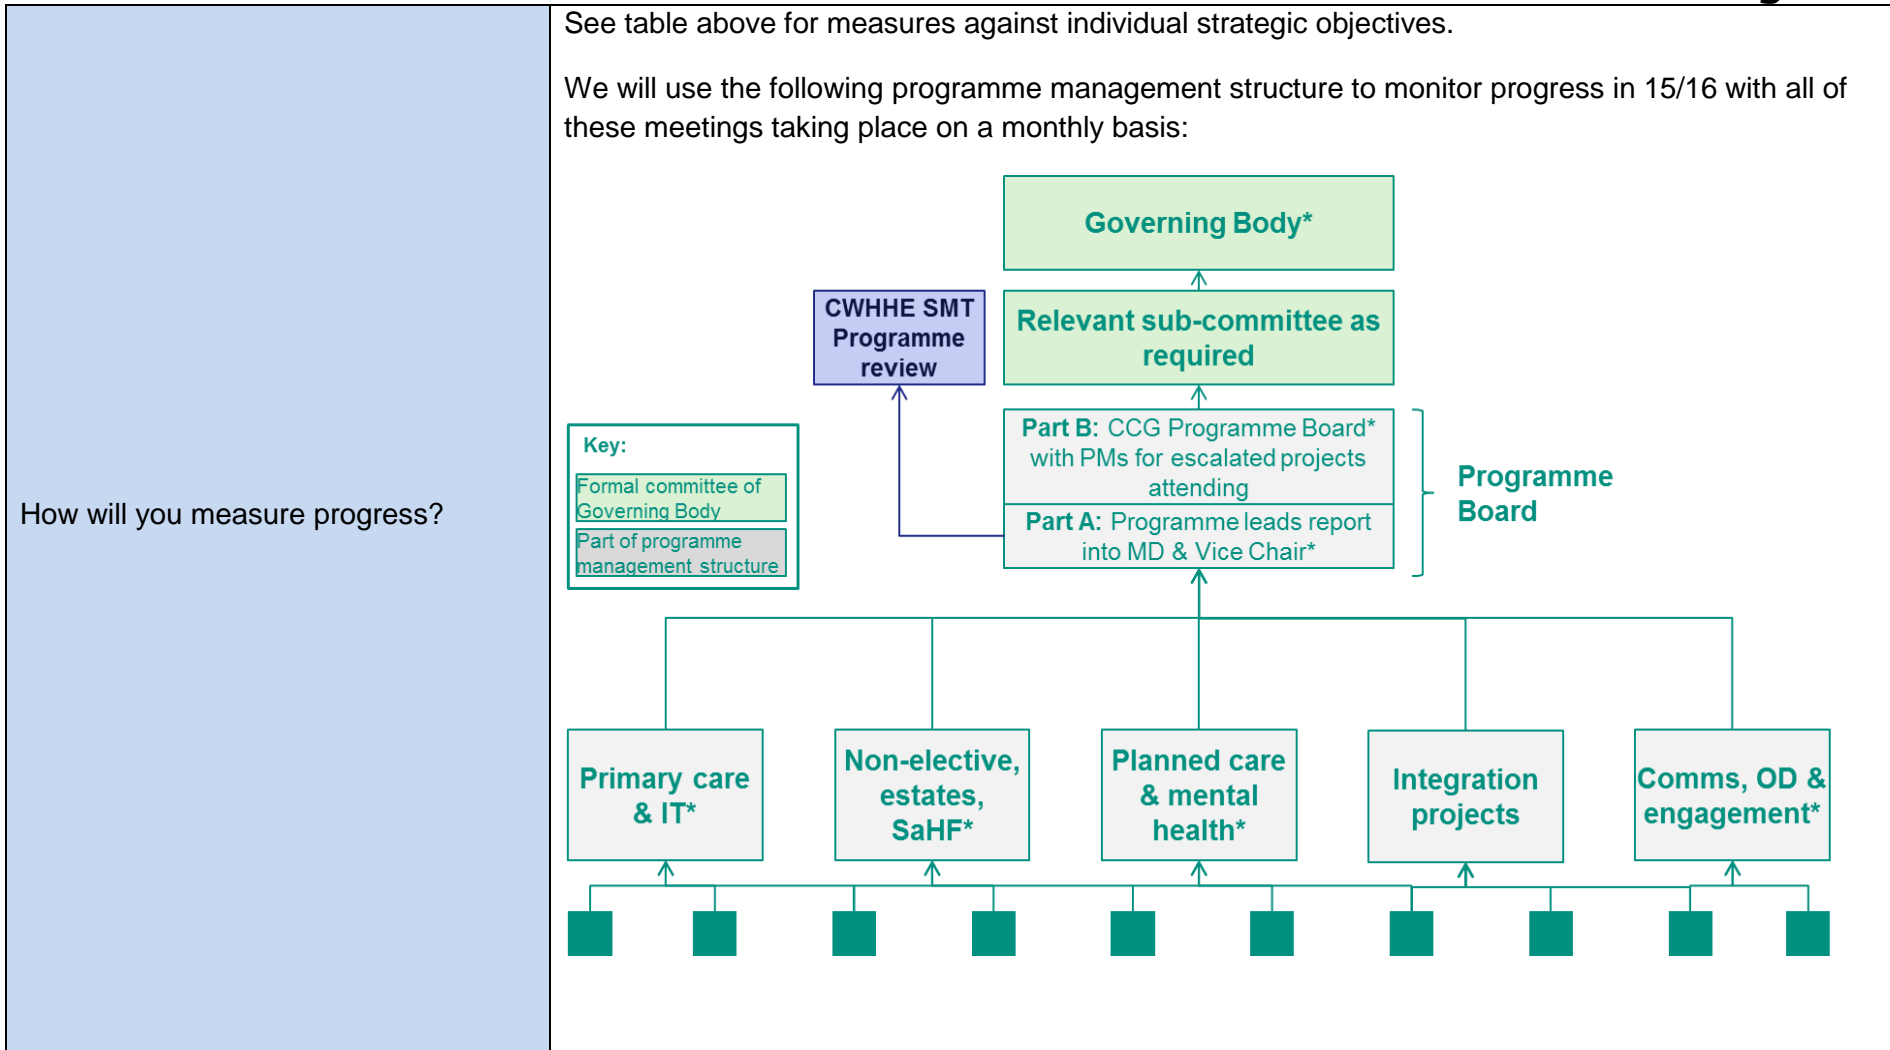 See table above for measures against individual strategic objectives.
We will use the following programme management structure to monitor progress in 15/16 with all of
these meetings taking place on a monthly basis:
How will you measure progress?
Governing Body*
CWHHE SMT
Programme
review
Relevant sub-committee as
required
Part B: CCG Programme Board*
with PMs for escalated projects
attending
Part A: Programme leads report
into MD & Vice Chair*
Programme
Board
Key:
Formal committee of
Governing Body
Part of programme
management structure
Primary care
& IT*
Non-elective,
estates,
SaHF*
Planned care
& mental
health*
Integration
projects
Comms, OD &
engagement*